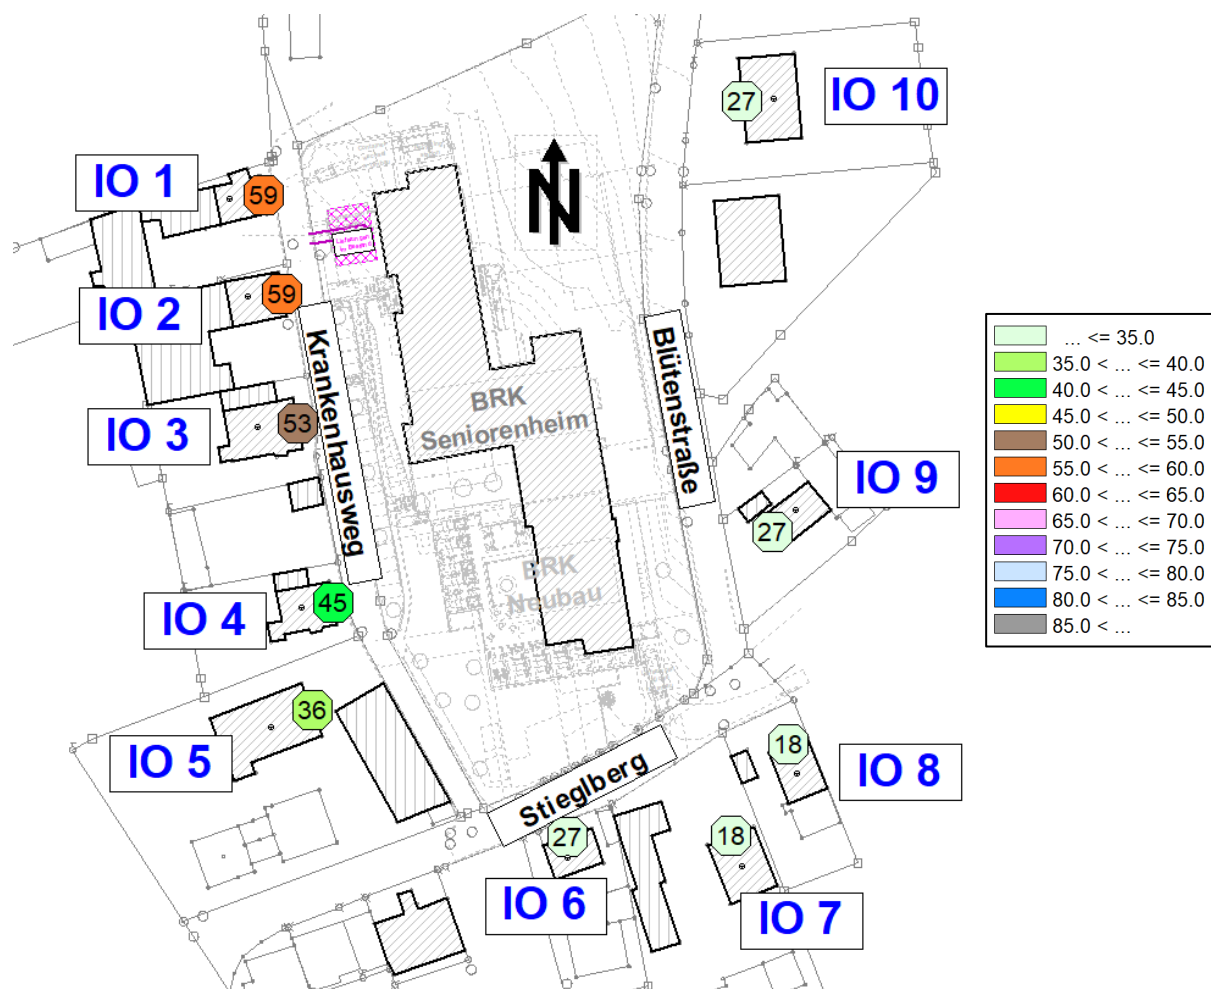 IO 10
27
IO 1
59
N
IO 2
59
IO 3
53
Krankenhausweg
BRK
Seniorenheim
Blütenstraße
IO 9
27
BRK
Neubau
IO 4
45
IO 5
36
Stieglberg
IO 6
27
IO 7
18
IO 8
18
... <= 35.0
35.0 < ... <= 40.0
40.0 < ... <= 45.0
45.0 < ... <= 50.0
50.0 < ... <= 55.0
55.0 < ... <= 60.0
60.0 < ... <= 65.0
65.0 < ... <= 70.0
70.0 < ... <= 75.0
75.0 < ... <= 80.0
80.0 < ... <= 85.0
85.0 < ...